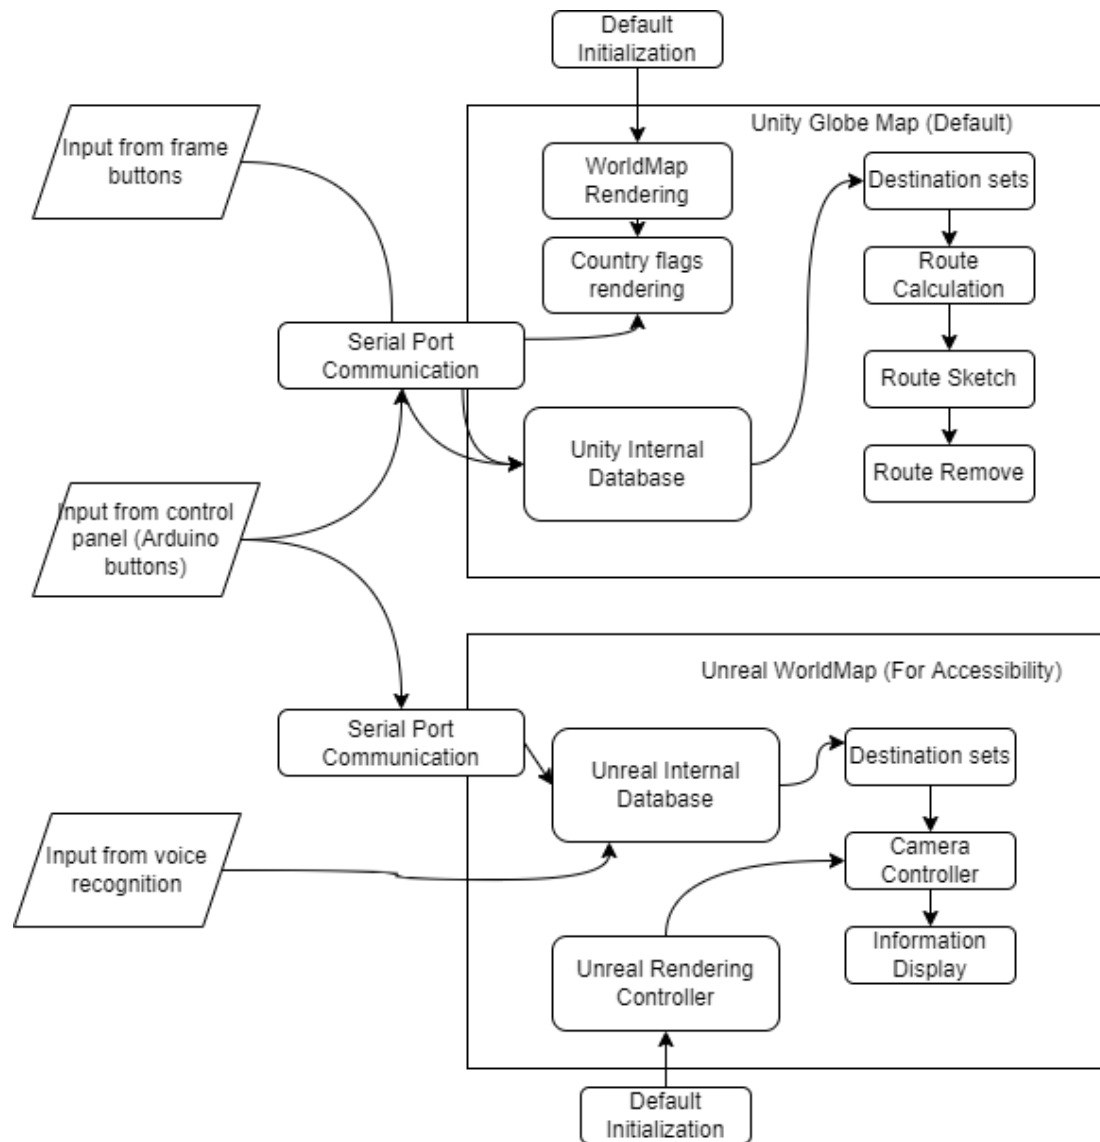 Default
Initialization
Unity Globe Map (Default)
Input from frame
buttons
WorldMap
Rendering
Destination sets
Country flags
rendering
Route
Calculation
Serial Port
Communication
Route Sketch
Unity Internal
Database
Route Remove
Input from control
panel (Arduino
buttons)
Unreal WorldMap (For Accessibility)
Serial Port
Communication
Unreal Internal
Database
Destination sets
Input from voice
recognition
Camera
Controller
Unreal Rendering
Controller
Information
Display
Default
Initialization